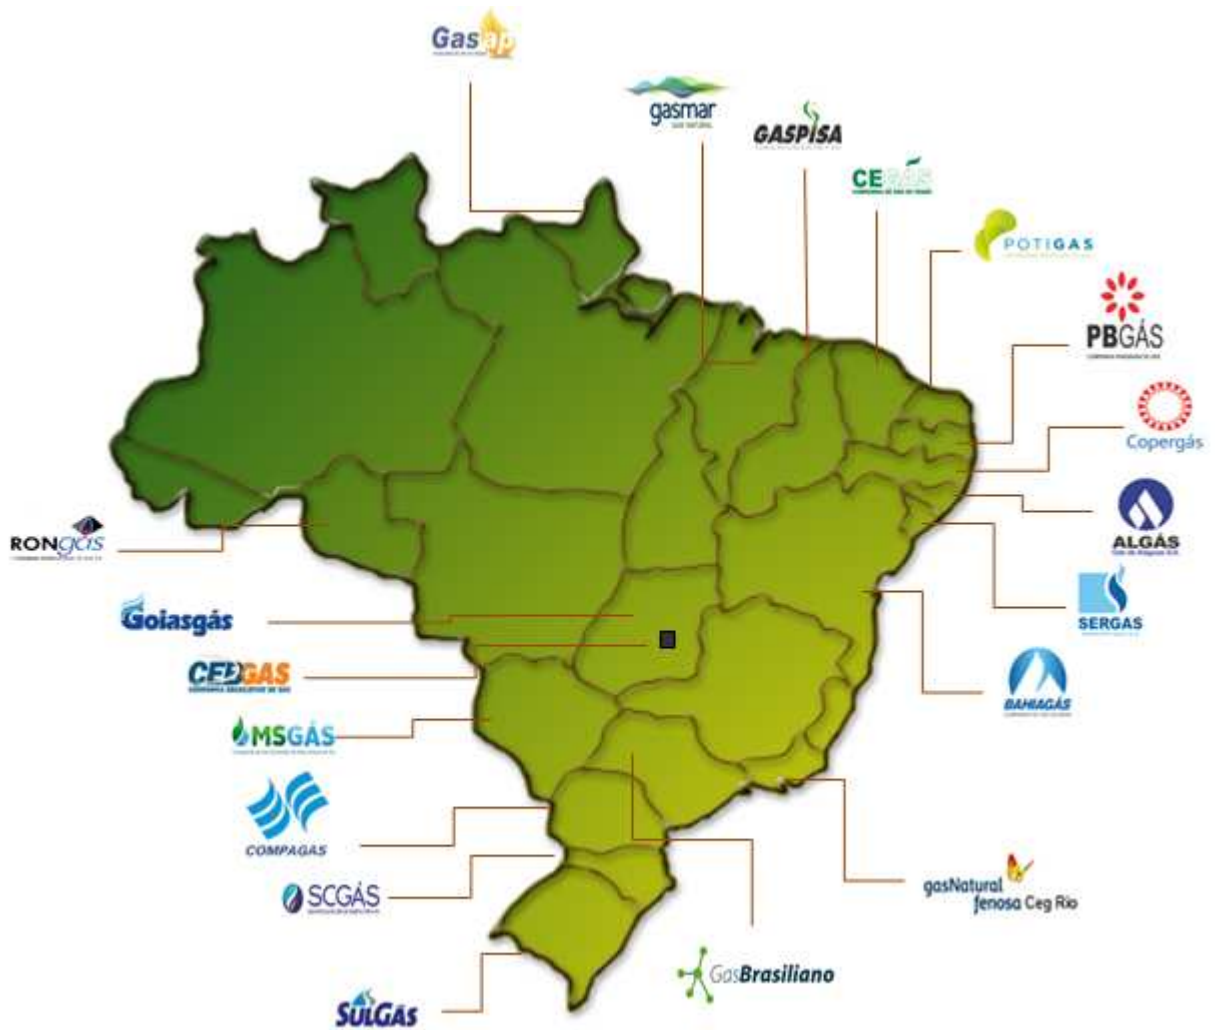 Gasap
gasmar
GASPISA
CEGÁS
POTIGAS
PBGÁS
Copergás
ALGÁS
RONgás
SERGAS
Goiasgás
CEBGAS
BAHIAGÁS
MSGÁS
COMPAGAS
SCGÁS
gasNatural
fenosa Ceg Rio
GasBrasiliano
SULGÁS